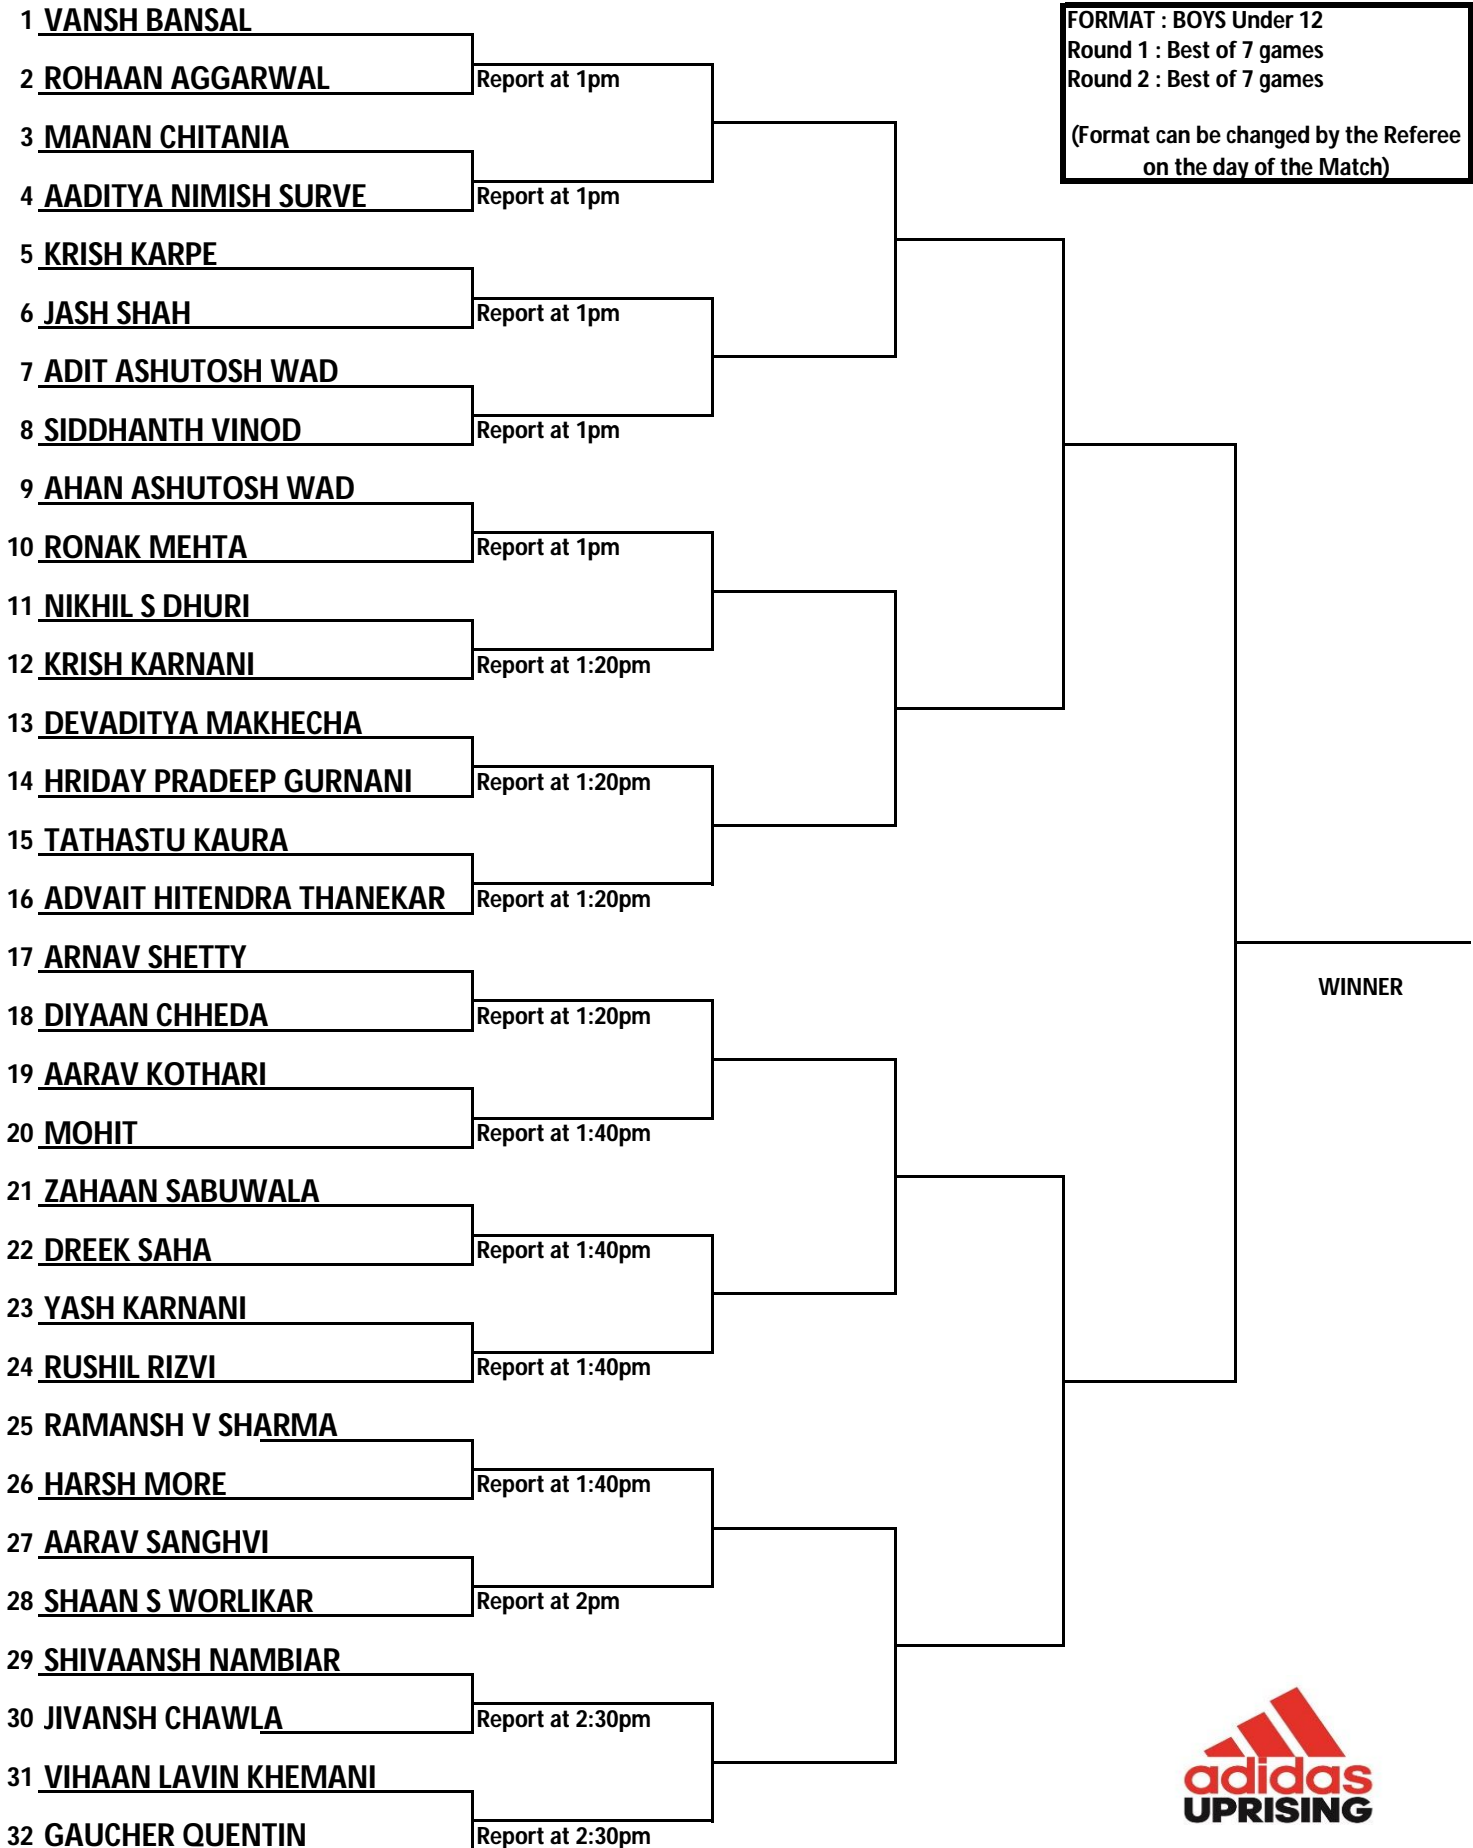 1 VANSH BANSAL
FORMAT : BOYS Under 12
Round 1 : Best of 7 games
Round 2 : Best of 7 games
(Format can be changed by the Referee
on the day of the Match)
2 ROHAAN AGGARWAL
Report at 1pm
3 MANAN CHITANIA
4 AADITYA NIMISH SURVE
Report at 1pm
5 KRISH KARPE
6 JASH SHAH
Report at 1pm
7 ADIT ASHUTOSH WAD
8 SIDDHANTH VINOD
Report at 1pm
9 AHAN ASHUTOSH WAD
10 RONAK MEHTA
Report at 1pm
11 NIKHIL S DHURI
12 KRISH KARNANI
Report at 1:20pm
13 DEVADITYA MAKHECHA
14 HRIDAY PRADEEP GURNANI
Report at 1:20pm
15 TATHASTU KAURA
16 ADVAIT HITENDRA THANEKAR
Report at 1:20pm
17 ARNAV SHETTY
WINNER
18 DIYAAN CHHEDA
Report at 1:20pm
19 AARAV KOTHARI
20 MOHIT
Report at 1:40pm
21 ZAHAAN SABUWALA
22 DREEK SAHA
Report at 1:40pm
23 YASH KARNANI
24 RUSHIL RIZVI
Report at 1:40pm
25 RAMANSH V SHARMA
26 HARSH MORE
Report at 1:40pm
27 AARAV SANGHVI
28 SHAAN S WORLIKAR
Report at 2pm
29 SHIVAANSH NAMBIAR
30 JIVANSH CHAWLA
Report at 2:30pm
31 VIHAAN LAVIN KHEMANI
32 GAUCHER QUENTIN
Report at 2:30pm
adidas
UPRISING